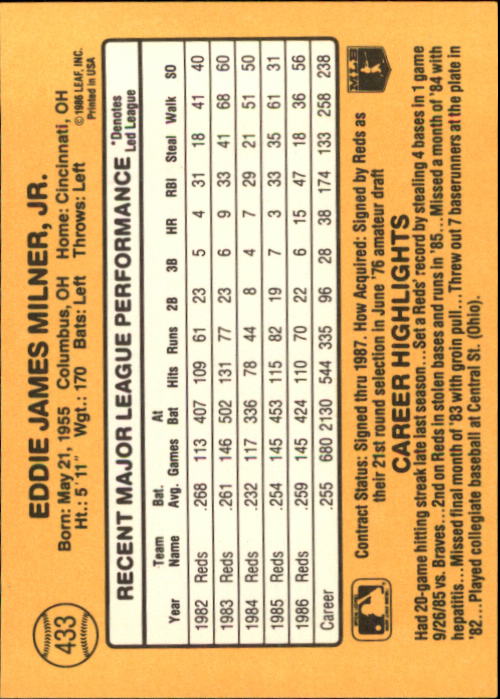 433
EDDIE JAMES MILNER, JR.
Born: May 21, 1955 Columbus, OH Home: Cincinnati, OH
Ht.: 5' 11" Wgt.: 170 Bats: Left Throws: Left
© 1986 LEAF, INC.
Printed in USA
RECENT MAJOR LEAGUE PERFORMANCE
*Denotes
Led League
Year Team Name Bat. Avg. Games At Bat Hits Runs 2B 3B HR RBI Steal Walk SO
1982 Reds .268 113 407 109 61 23 5 4 31 18 41 40
1983 Reds .261 146 502 131 77 23 6 9 33 41 68 60
1984 Reds .232 117 336 78 44 8 4 7 29 21 51 50
1985 Reds .254 145 453 115 82 19 7 3 33 35 61 31
1986 Reds .259 145 424 110 70 22 6 15 47 18 36 56
Career .255 680 2130 544 335 96 28 38 174 133 258 238
Contract Status: Signed thru 1987. How Acquired: Signed by Reds as
their 21st round selection in June '76 amateur draft
MLB
CAREER HIGHLIGHTS
Had 20-game hitting streak late last season...Set a Reds' record by stealing 4 bases in 1 game
9/26/85 vs. Braves...2nd on Reds in stolen bases and runs in '85...Missed a month of '84 with
hepatitis...Missed final month of '83 with groin pull...Threw out 7 baserunners at the plate in
'82...Played collegiate baseball at Central St. (Ohio).